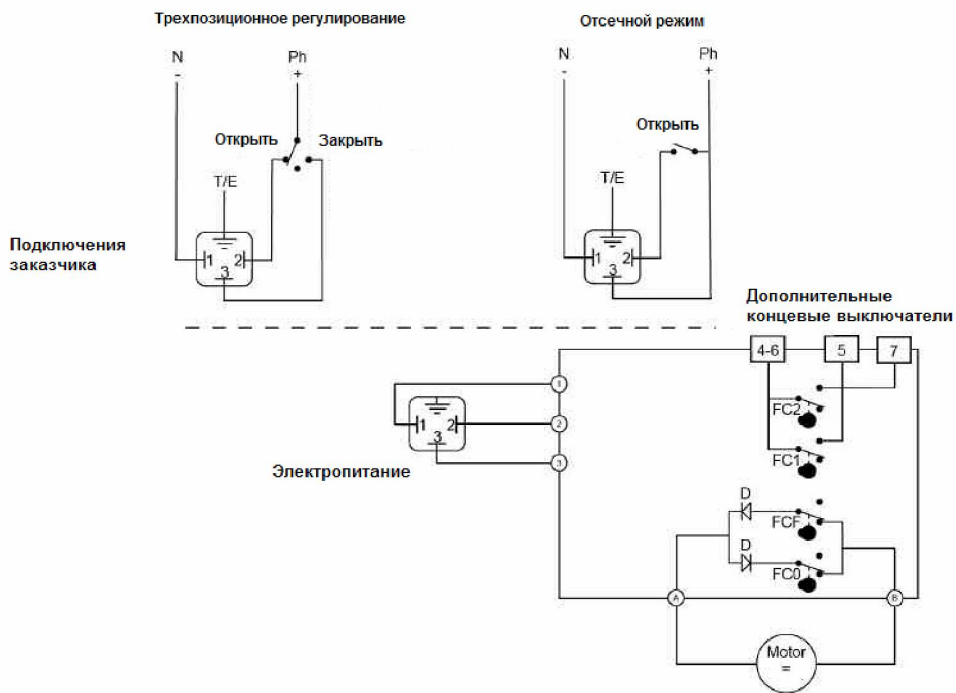 Трехпозиционное регулирование
Отсечной режим
N
-
Ph
+
N
-
Ph
+
Открыть
Закрыть
Открыть
T/E
T/E
1 2
3
1 2
3
Подключения
заказчика
Дополнительные
концевые выключатели
4-6
5
7
1
2
3
1 2
3
Электропитание
FC2
FC1
D
FCF
D
FC0
A
B
Motor
=